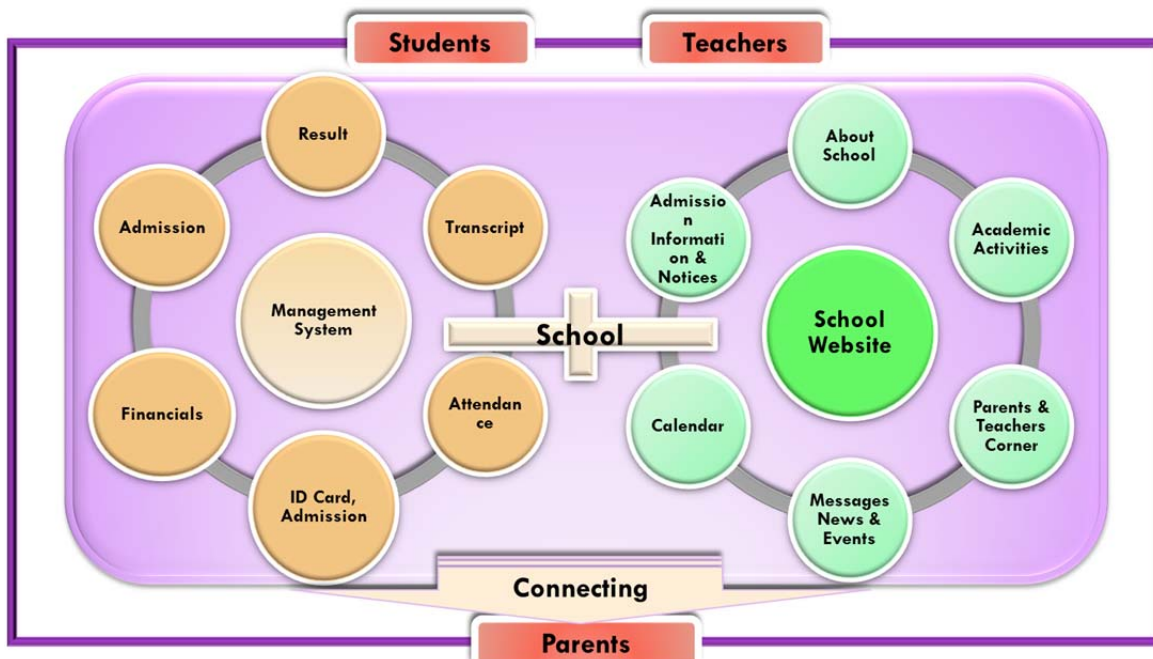 Students
Teachers
Result
Admission
Transcript
Management
System
Financials
Attendan
ce
ID Card,
Admission
School
About
School
Admissio
n
Informati
on &
Notices
Academic
Activities
School
Website
Calendar
Parents &
Teachers
Corner
Messages
News &
Events
Connecting
Parents